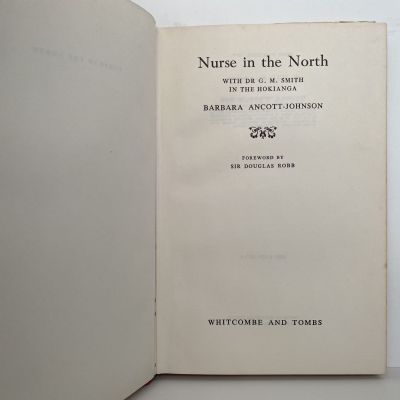 Nurse in the North
WITH DR G. M. SMITH
IN THE HOKIANGA
BARBARA ANCOTT-JOHNSON
FOREWORD BY
SIR DOUGLAS ROBB
WHITCOMBE AND TOMBS